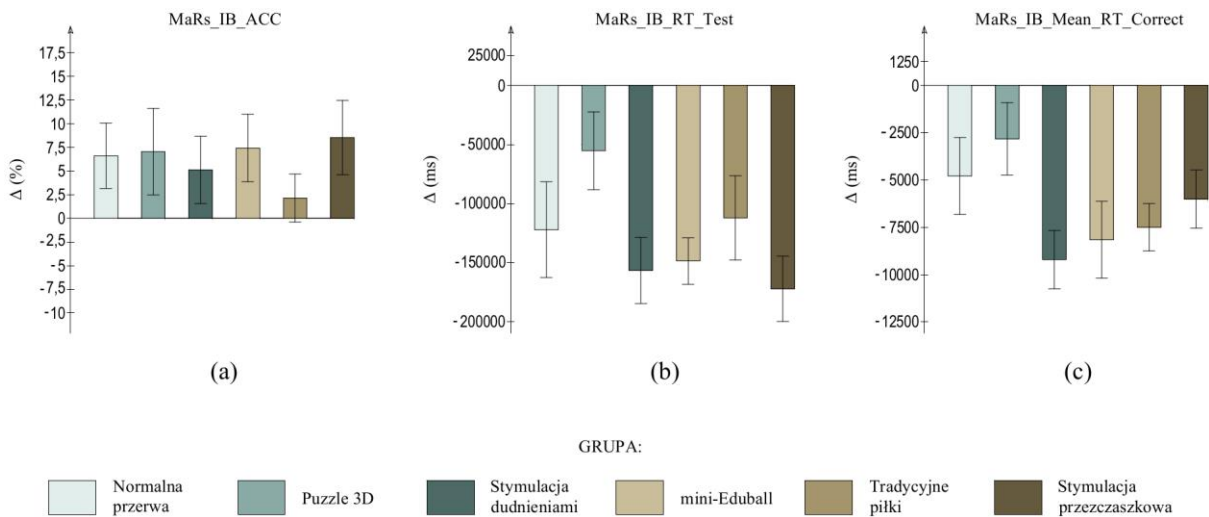 MaRs_IB_ACC
MaRs_IB_RT_Test
MaRs_IB_Mean_RT_Correct
Δ (%)
17,5
15
12,5
10
7,5
5
2,5
0
-2,5
-5
-7,5
-10
(a)
Δ (ms)
25000
0
-50000
-100000
-150000
-200000
(b)
Δ (ms)
1250
0
-2500
-5000
-7500
-10000
-12500
(c)
GRUPA:
Normalna
przerwa
Puzzle 3D
Stymulacja
dudnieniami
mini-Eduball
Tradycyjne
piłki
Stymulacja
przezczaszkowa